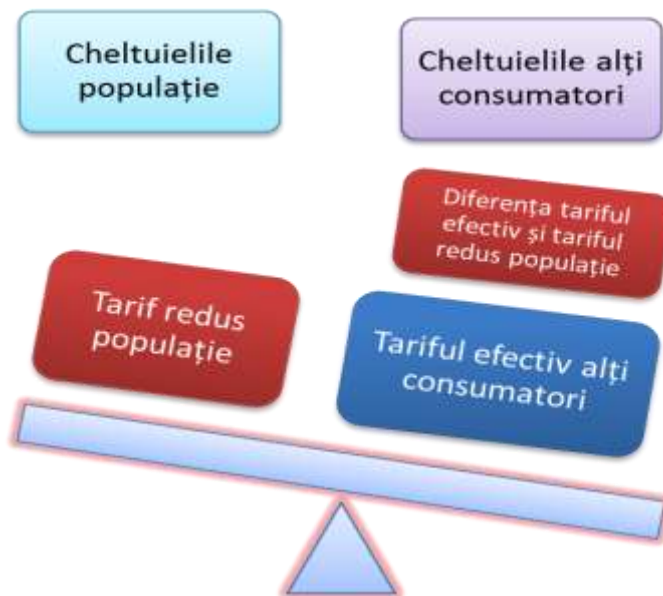 Cheltuielile
populație
Cheltuielile alți
consumatori
Diferența tariful
efectiv și tariful
redus populație
Tarif redus
populație
Tariful efectiv alți
consumatori